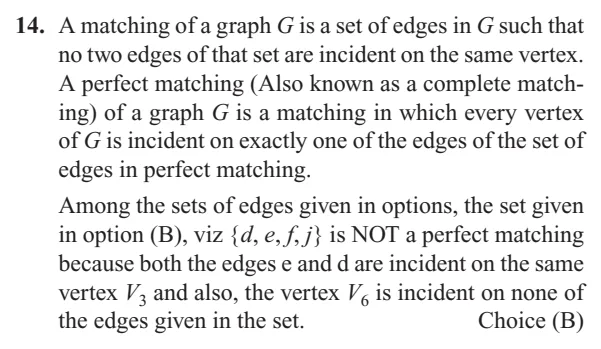 14. A matching of a graph G is a set of edges in G such that
no two edges of that set are incident on the same vertex.
A perfect matching (Also known as a complete match-
ing) of a graph G is a matching in which every vertex
of G is incident on exactly one of the edges of the set of
edges in perfect matching.
Among the sets of edges given in options, the set given
in option (B), viz {d, e, f, j} is NOT a perfect matching
because both the edges e and d are incident on the same
vertex V₃ and also, the vertex V₆ is incident on none of
the edges given in the set. Choice (B)